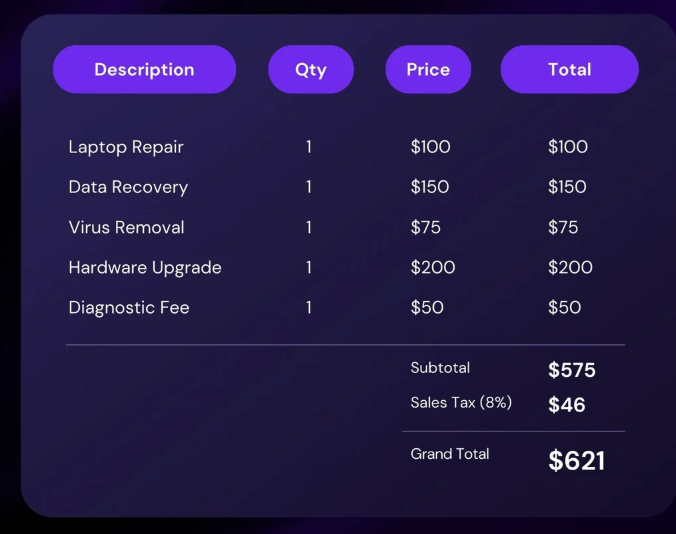 Description Qty Price Total
Laptop Repair 1 $100 $100
Data Recovery 1 $150 $150
Virus Removal 1 $75 $75
Hardware Upgrade 1 $200 $200
Diagnostic Fee 1 $50 $50
Subtotal $575
Sales Tax (8%) $46
Grand Total $621